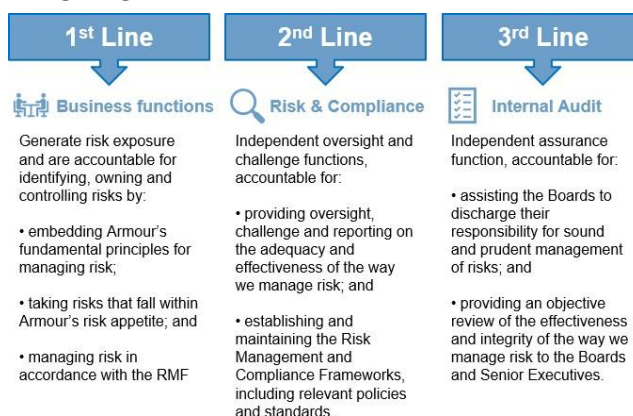 1st Line
2nd Line
3rd Line
Business functions
Generate risk exposure
and are accountable for
identifying, owning and
controlling risks by:
• embedding Armour's
fundamental principles for
managing risk;
• taking risks that fall within
Armour's risk appetite; and
• managing risk in
accordance with the RMF
Risk & Compliance
Independent oversight and
challenge functions,
accountable for:
• providing oversight,
challenge and reporting on
the adequacy and
effectiveness of the way
we manage risk; and
• establishing and
maintaining the Risk
Management and
Compliance Frameworks,
including relevant policies
and standards
Internal Audit
Independent assurance
function, accountable for:
• assisting the Boards to
discharge their
responsibility for sound
and prudent management
of risks; and
• providing an objective
review of the effectiveness
and integrity of the way we
manage risk to the Boards
and Senior Executives.